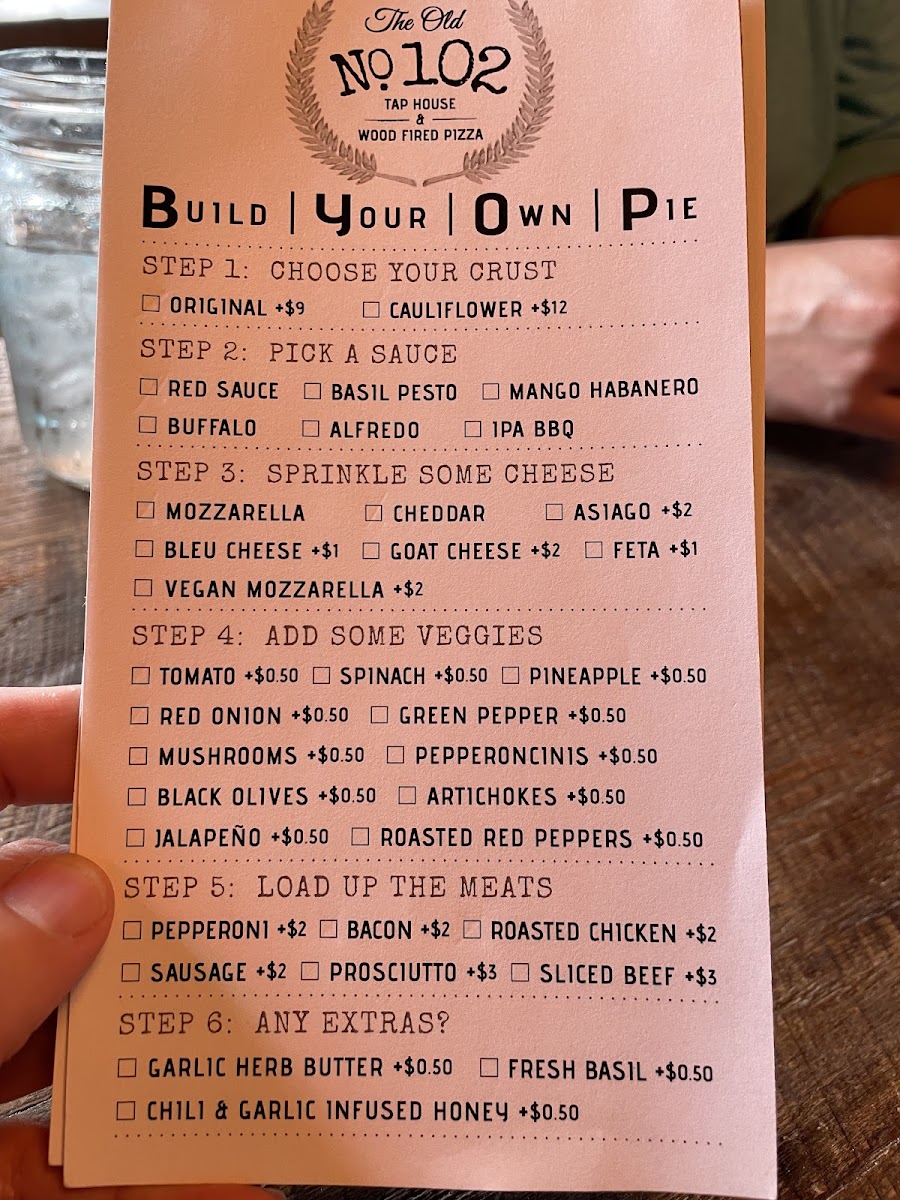 The Old
No 102
TAP HOUSE
&
WOOD FIRED PIZZA
BUILD | YOUR | OWN | PIE
STEP 1: CHOOSE YOUR CRUST
ORIGINAL +$9 CAULIFLOWER +$12
STEP 2: PICK A SAUCE
RED SAUCE BASIL PESTO MANGO HABANERO
BUFFALO ALFREDO IPA BBQ
STEP 3: SPRINKLE SOME CHEESE
MOZZARELLA CHEDDAR ASIAGO +$2
BLEU CHEESE +$1 GOAT CHEESE +$2 FETA +$1
VEGAN MOZZARELLA +$2
STEP 4: ADD SOME VEGGIES
TOMATO +$0.50 SPINACH +$0.50 PINEAPPLE +$0.50
RED ONION +$0.50 GREEN PEPPER +$0.50
MUSHROOMS +$0.50 PEPPERONCINIS +$0.50
BLACK OLIVES +$0.50 ARTICHOKES +$0.50
JALAPEÑO +$0.50 ROASTED RED PEPPERS +$0.50
STEP 5: LOAD UP THE MEATS
PEPPERONI +$2 BACON +$2 ROASTED CHICKEN +$2
SAUSAGE +$2 PROSCIUTTO +$3 SLICED BEEF +$3
STEP 6: ANY EXTRAS?
GARLIC HERB BUTTER +$0.50 FRESH BASIL +$0.50
CHILI & GARLIC INFUSED HONEY +$0.50